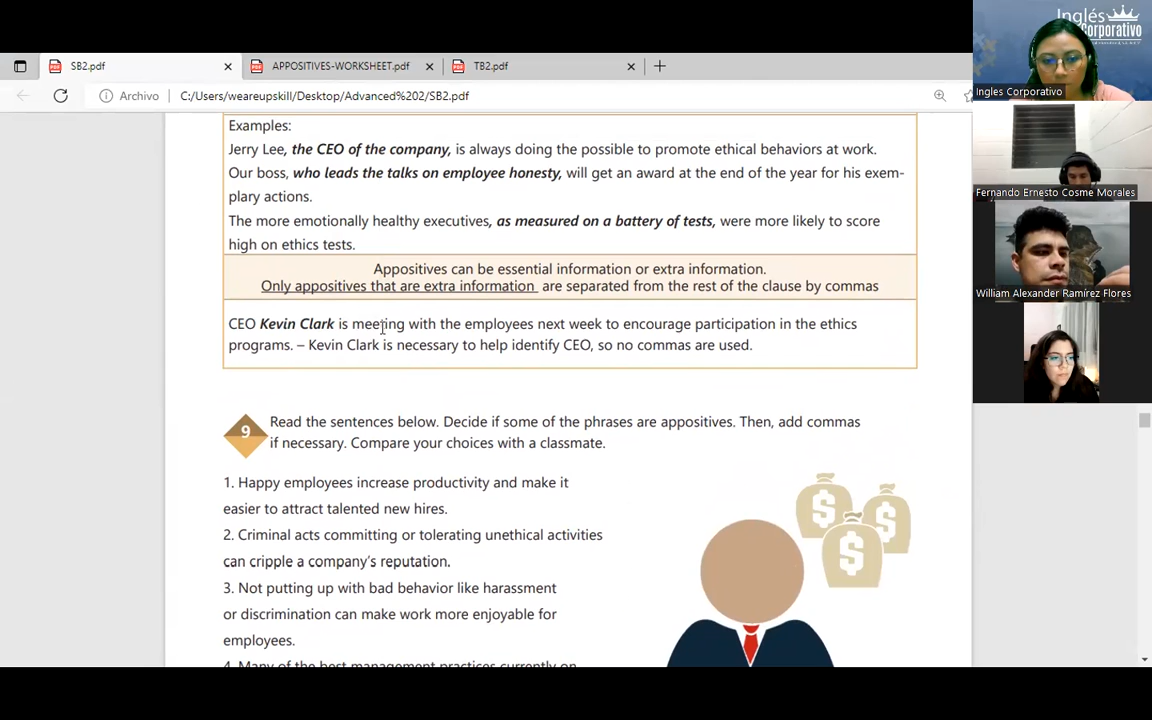 SB2.pdf
APPOSITIVES-WORKSHEET.pdf
TB2.pdf
Archivo
C:/Users/weareupskill/Desktop/Advanced%202/SB2.pdf
Examples:
Jerry Lee, the CEO of the company, is always doing the possible to promote ethical behaviors at work.
Our boss, who leads the talks on employee honesty, will get an award at the end of the year for his exem-
plary actions.
The more emotionally healthy executives, as measured on a battery of tests, were more likely to score
high on ethics tests.
Appositives can be essential information or extra information.
Only appositives that are extra information are separated from the rest of the clause by commas
CEO Kevin Clark is meeting with the employees next week to encourage participation in the ethics
programs. – Kevin Clark is necessary to help identify CEO, so no commas are used.
9
Read the sentences below. Decide if some of the phrases are appositives. Then, add commas
if necessary. Compare your choices with a classmate.
1. Happy employees increase productivity and make it
easier to attract talented new hires.
2. Criminal acts committing or tolerating unethical activities
can cripple a company's reputation.
3. Not putting up with bad behavior like harassment
or discrimination can make work more enjoyable for
employees.
4. Many of the best management practices currently on
$
$
$
Inglés
Corporativo
Ingles Corporativo
Fernando Ernesto Cosme Morales
William Alexander Ramírez Flores